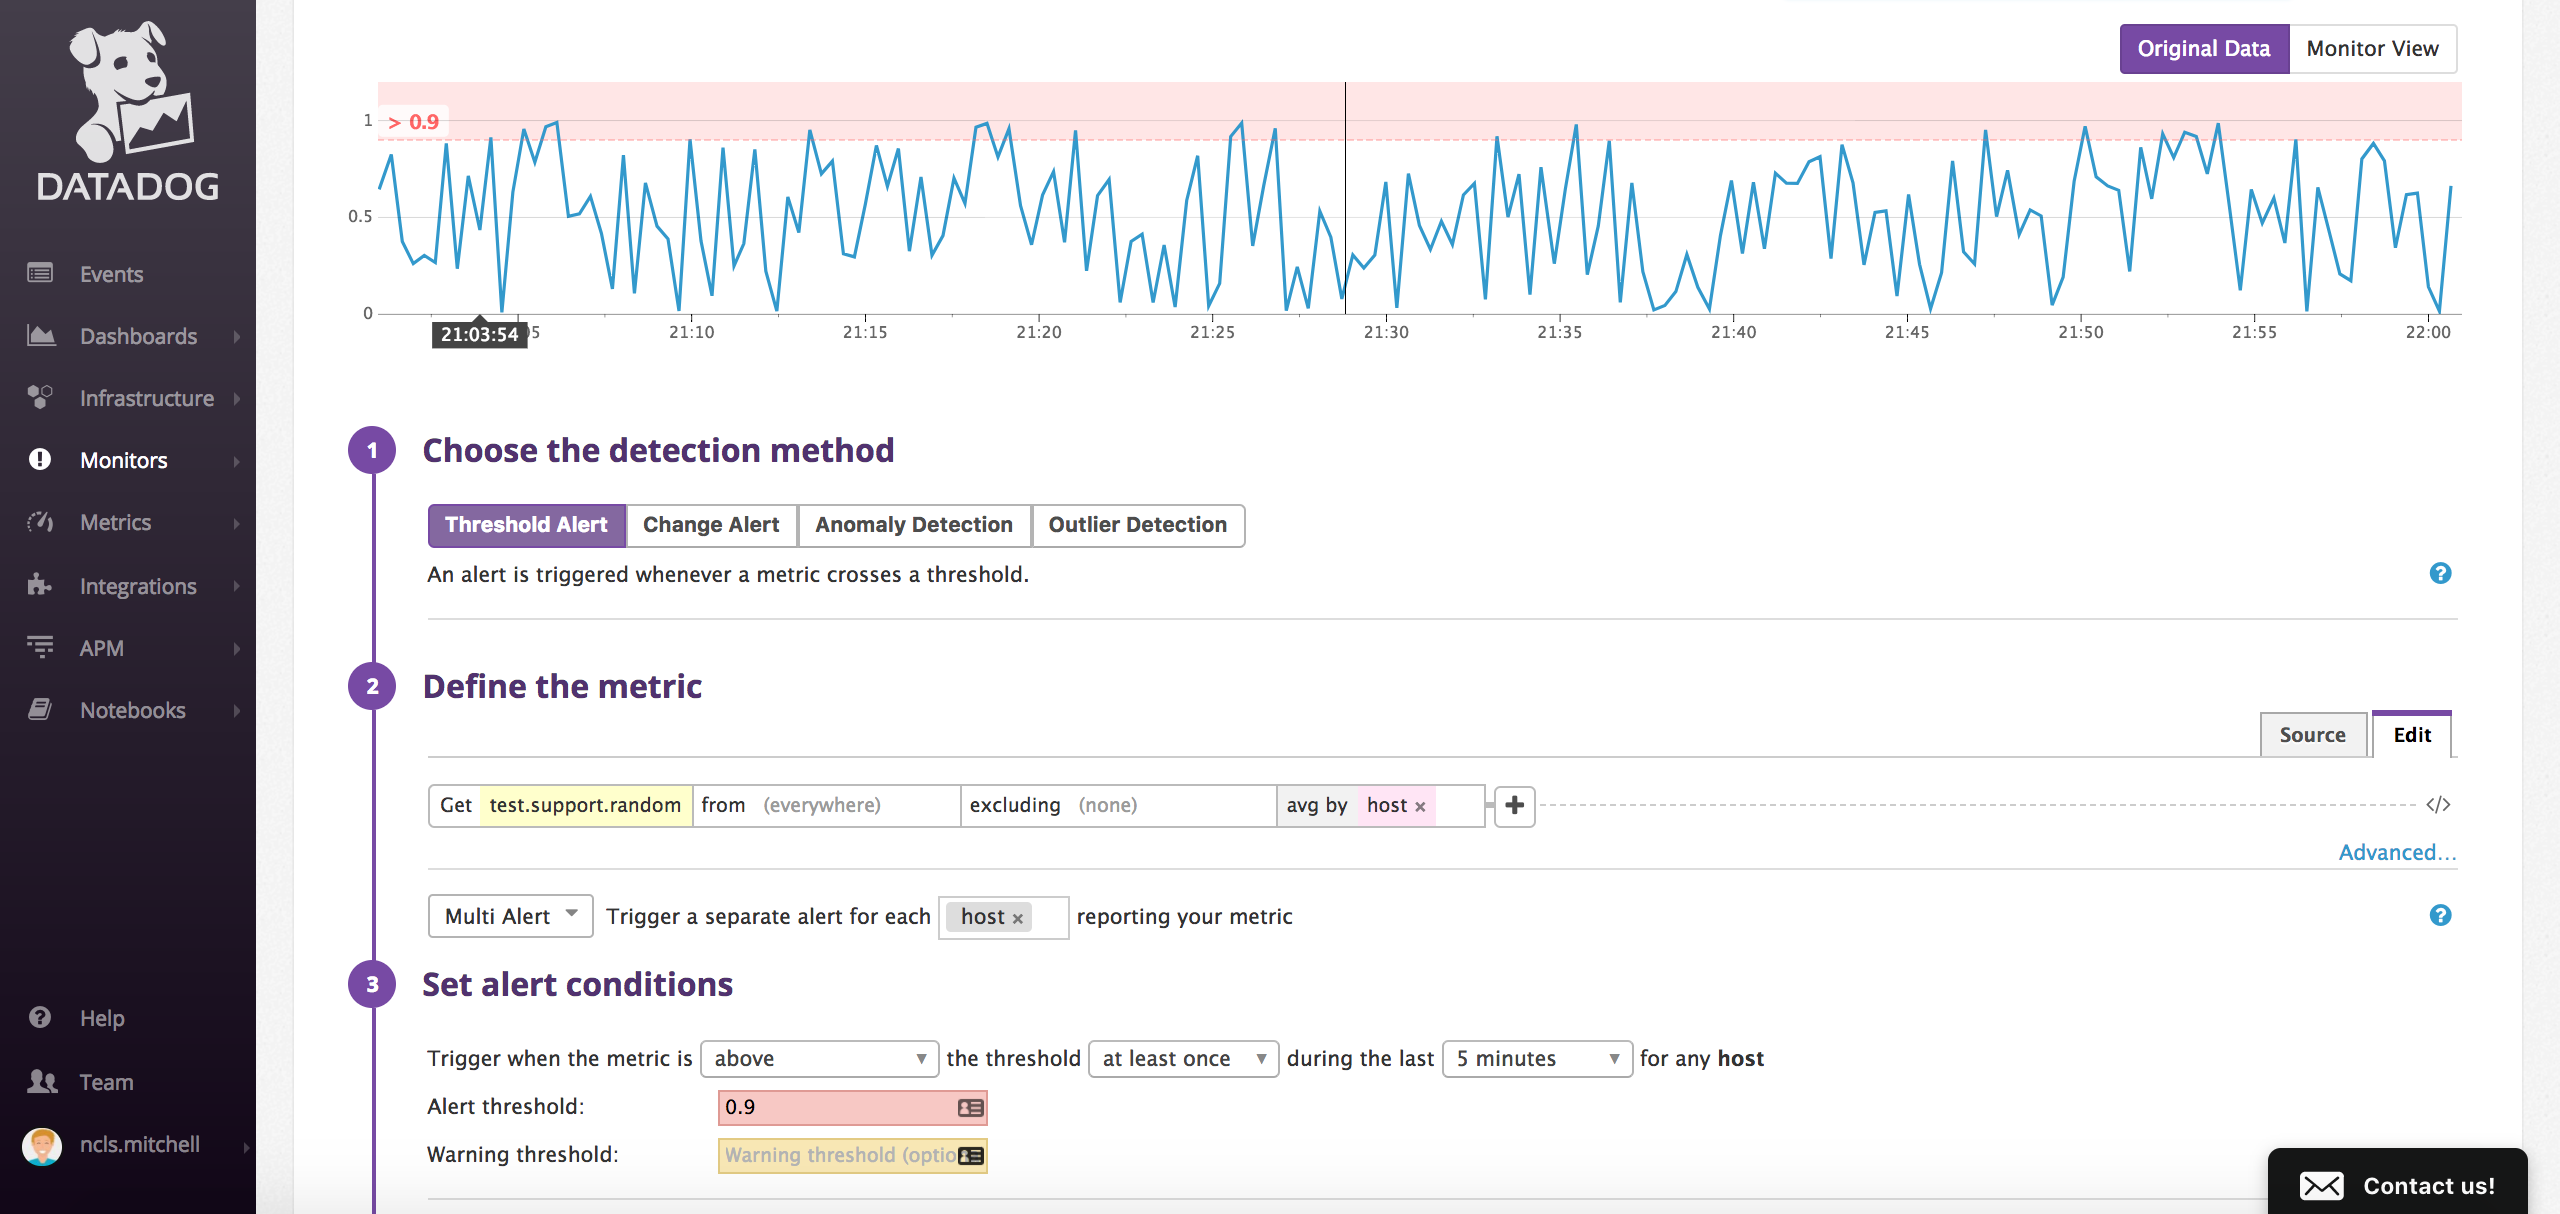 DATADOG
Events
Dashboards
Infrastructure
Monitors
Metrics
Integrations
APM
Notebooks
Help
Team
ncls.mitchell
Original Data Monitor View
1
> 0.9
0.5
0
21:03:54 05 21:10 21:15 21:20 21:25 21:30 21:35 21:40 21:45 21:50 21:55 22:00
1 Choose the detection method
Threshold Alert Change Alert Anomaly Detection Outlier Detection
An alert is triggered whenever a metric crosses a threshold. ?
2 Define the metric
Source Edit
Get test.support.random from (everywhere) excluding (none) avg by host × + </>
Advanced...
Multi Alert Trigger a separate alert for each host × reporting your metric ?
3 Set alert conditions
Trigger when the metric is above the threshold at least once during the last 5 minutes for any host
Alert threshold: 0.9
Warning threshold: Warning threshold (optio
Contact us!